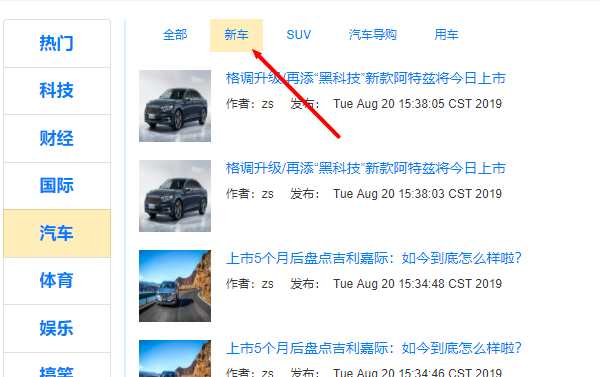 热门
科技
财经
国际
汽车
体育
娱乐
搞笑
全部 新车 SUV 汽车导购 用车
格调升级/再添“黑科技”新款阿特兹将今日上市
作者：zs 发布： Tue Aug 20 15:38:05 CST 2019
格调升级/再添“黑科技”新款阿特兹将今日上市
作者：zs 发布： Tue Aug 20 15:38:03 CST 2019
上市5个月后盘点吉利嘉际：如今到底怎么样啦?
作者：zs 发布： Tue Aug 20 15:34:48 CST 2019
上市5个月后盘点吉利嘉际：如今到底怎么样啦?
作者：zs 发布： Tue Aug 20 15:34:46 CST 2019